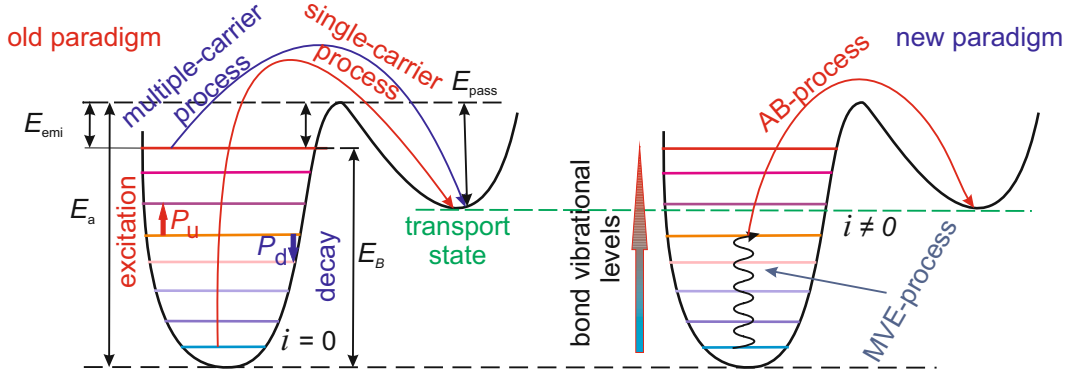 old paradigm
multiple-carrier
process
single-carrier
process
E_pass
E_emi
E_a
excitation
P_u
P_d
decay
E_B
i = 0
transport
state
new paradigm
AB-process
bond vibrational
levels
i ≠ 0
MVE-process